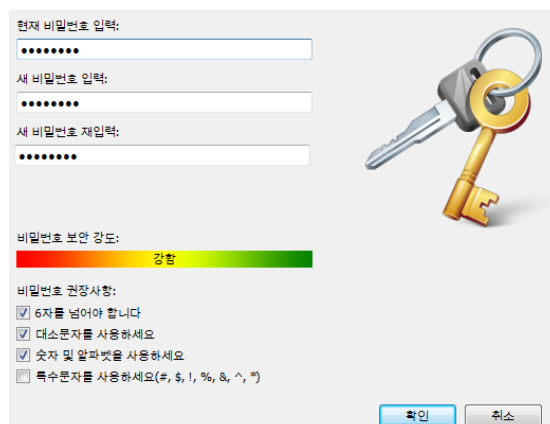 현재 비밀번호 입력:
●●●●●●●●
새 비밀번호 입력:
●●●●●●●●
새 비밀번호 재입력:
●●●●●●●●
비밀번호 보안 강도:
강함
비밀번호 권장사항:
6자를 넘어야 합니다
대소문자를 사용하세요
숫자 및 알파벳을 사용하세요
특수문자를 사용하세요(#, $, !, %, &, ^, *)
확인 취소